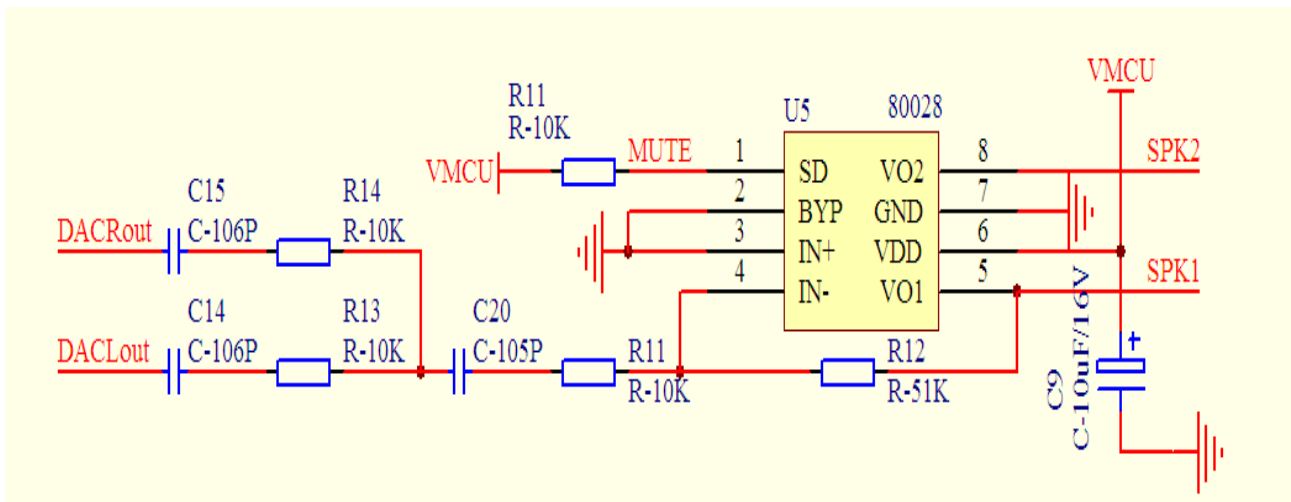 VMCU
R11
R-10K
MUTE
VMCU
U5
80028
1
SD
VO2
8
SPK2
2
BYP
GND
7
3
IN+
VDD
6
4
IN-
VO1
5
SPK1
C15
C-106P
R14
R-10K
DACRout
C14
C-106P
R13
R-10K
DACLout
C20
C-105P
R11
R-10K
R12
R-51K
+
C9
C-10uF/16V